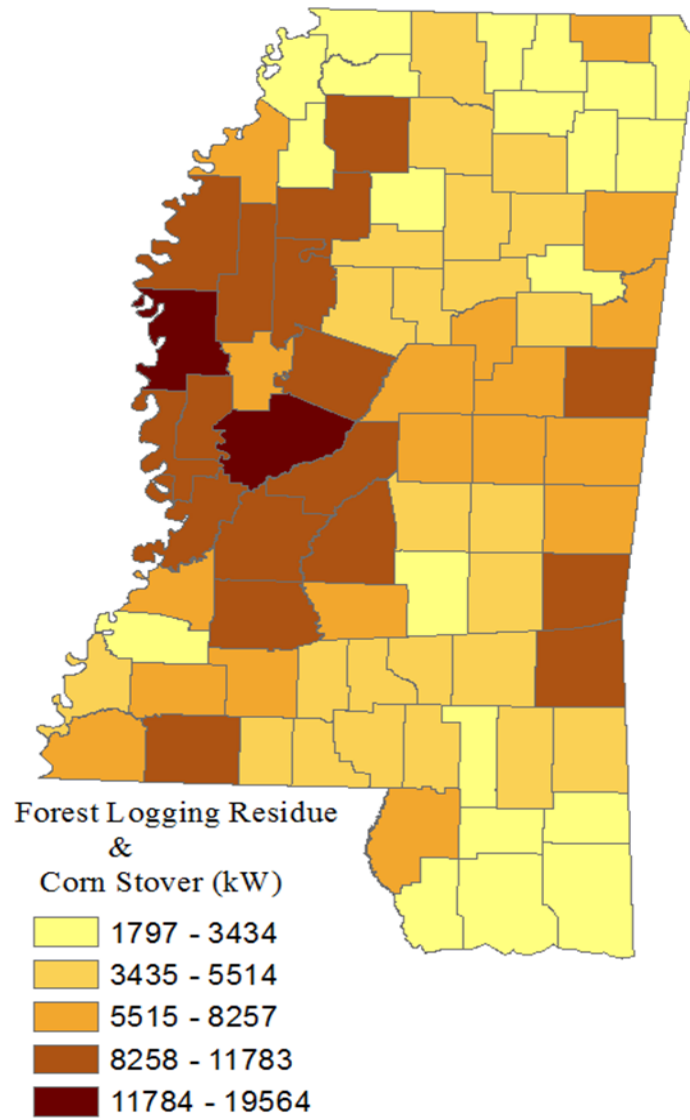 Forest Logging Residue
&
Corn Stover (kW)
1797 - 3434
3435 - 5514
5515 - 8257
8258 - 11783
11784 - 19564